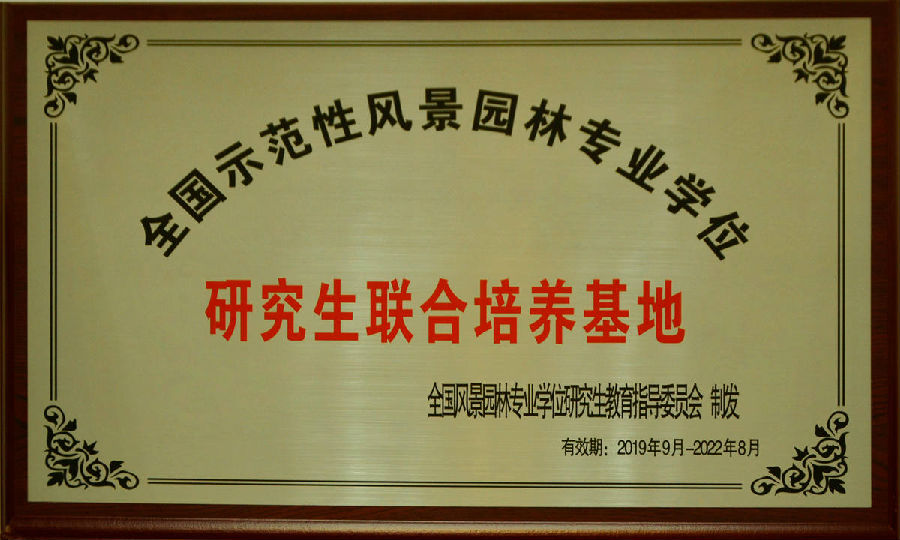 全国示范性风景园林专业学位
研究生联合培养基地
全国风景园林专业学位研究生教育指导委员会 制发
有效期：2019年9月-2022年8月